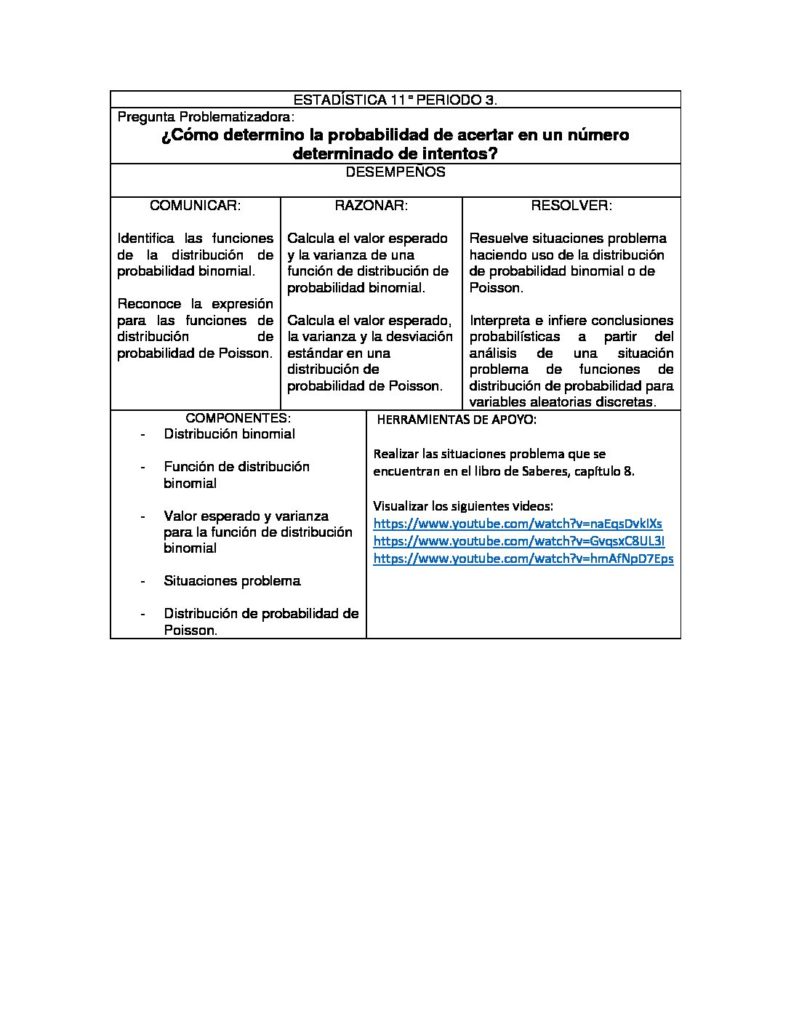 ESTADÍSTICA 11° PERIODO 3.
Pregunta Problematizadora:
¿Cómo determino la probabilidad de acertar en un número
determinado de intentos?
DESEMPEÑOS
COMUNICAR:
Identifica las funciones
de la distribución de
probabilidad binomial.
Reconoce la expresión
para las funciones de
distribución de
probabilidad de Poisson.
RAZONAR:
Calcula el valor esperado
y la varianza de una
función de distribución de
probabilidad binomial.
Calcula el valor esperado,
la varianza y la desviación
estándar en una
distribución de
probabilidad de Poisson.
RESOLVER:
Resuelve situaciones problema
haciendo uso de la distribución
de probabilidad binomial o de
Poisson.
Interpreta e infiere conclusiones
probabilísticas a partir del
análisis de una situación
problema de funciones de
distribución de probabilidad para
variables aleatorias discretas.
COMPONENTES:
- Distribución binomial
- Función de distribución
binomial
- Valor esperado y varianza
para la función de distribución
binomial
- Situaciones problema
- Distribución de probabilidad de
Poisson.
HERRAMIENTAS DE APOYO:
Realizar las situaciones problema que se
encuentran en el libro de Saberes, capítulo 8.
Visualizar los siguientes videos:
https://www.youtube.com/watch?v=naEqsDvkIXs
https://www.youtube.com/watch?v=GvqsxC8UL3I
https://www.youtube.com/watch?v=hmAfNpD7Eps